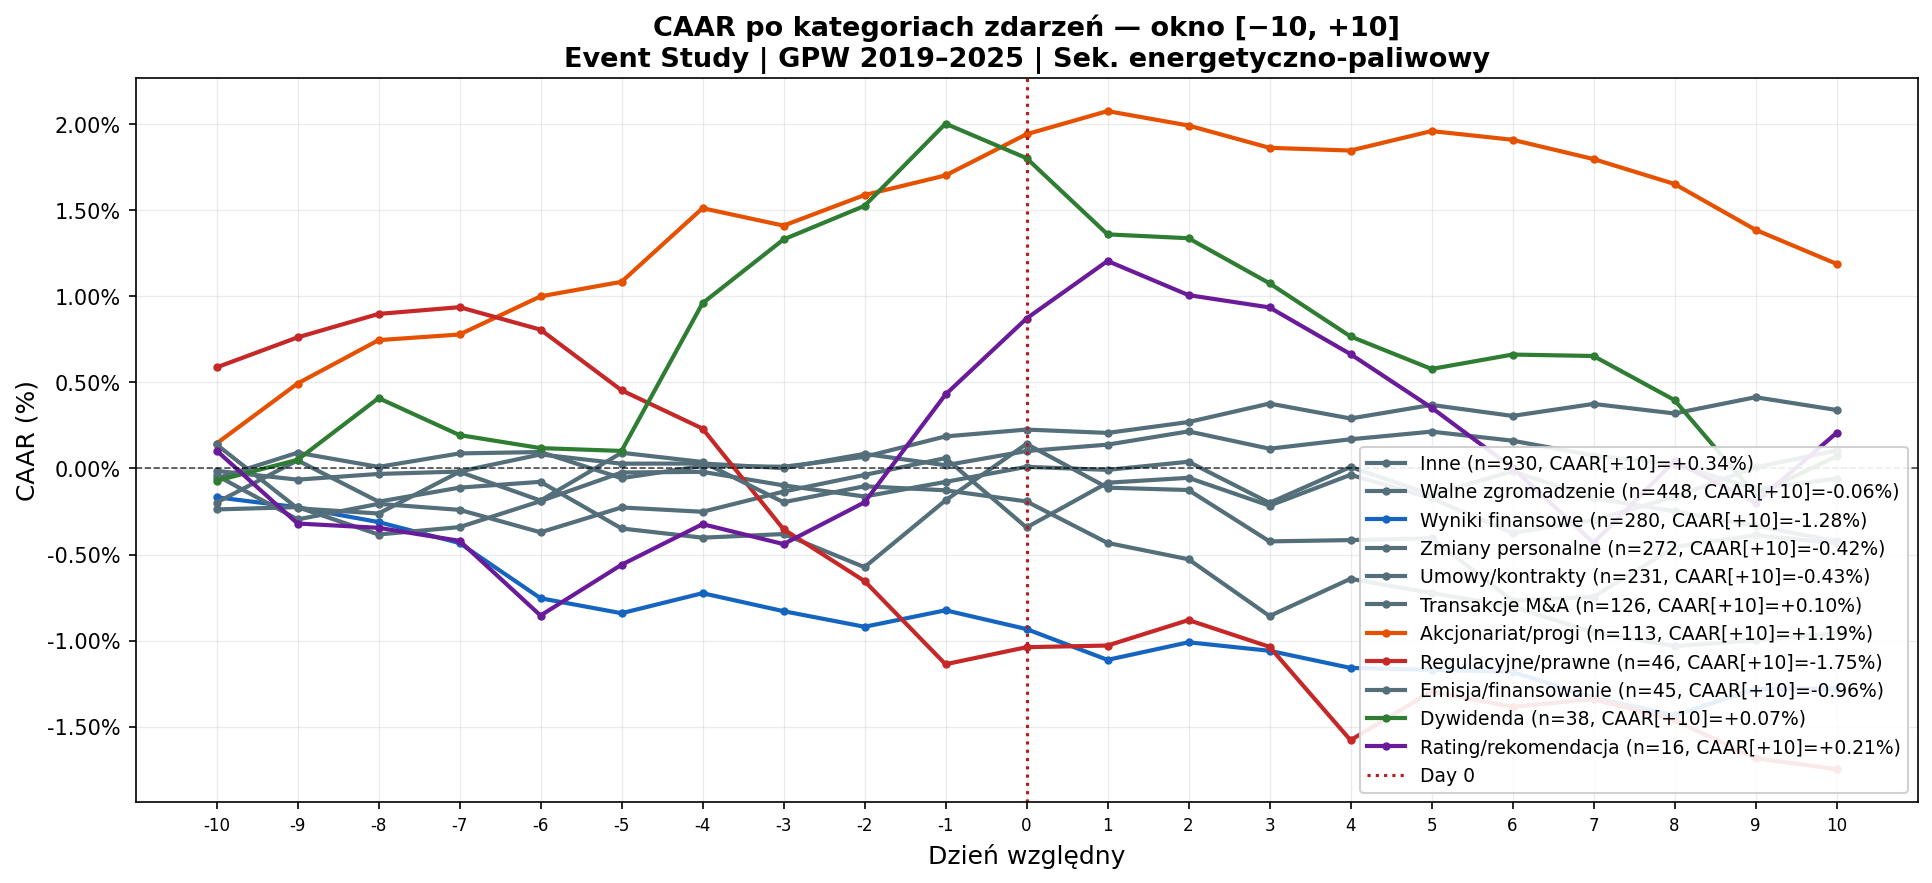 CAAR po kategoriach zdarzeń — okno [−10, +10]
Event Study | GPW 2019–2025 | Sek. energetyczno-paliwowy
CAAR (%)
2.00%
1.50%
1.00%
0.50%
0.00%
-0.50%
-1.00%
-1.50%
Inne (n=930, CAAR[+10]=+0.34%)
Walne zgromadzenie (n=448, CAAR[+10]=-0.06%)
Wyniki finansowe (n=280, CAAR[+10]=-1.28%)
Zmiany personalne (n=272, CAAR[+10]=-0.42%)
Umowy/kontrakty (n=231, CAAR[+10]=-0.43%)
Transakcje M&A (n=126, CAAR[+10]=+0.10%)
Akcjonariat/progi (n=113, CAAR[+10]=+1.19%)
Regulacyjne/prawne (n=46, CAAR[+10]=-1.75%)
Emisja/finansowanie (n=45, CAAR[+10]=-0.96%)
Dywidenda (n=38, CAAR[+10]=+0.07%)
Rating/rekomendacja (n=16, CAAR[+10]=+0.21%)
Day 0
-10 -9 -8 -7 -6 -5 -4 -3 -2 -1 0 1 2 3 4 5 6 7 8 9 10
Dzień względny